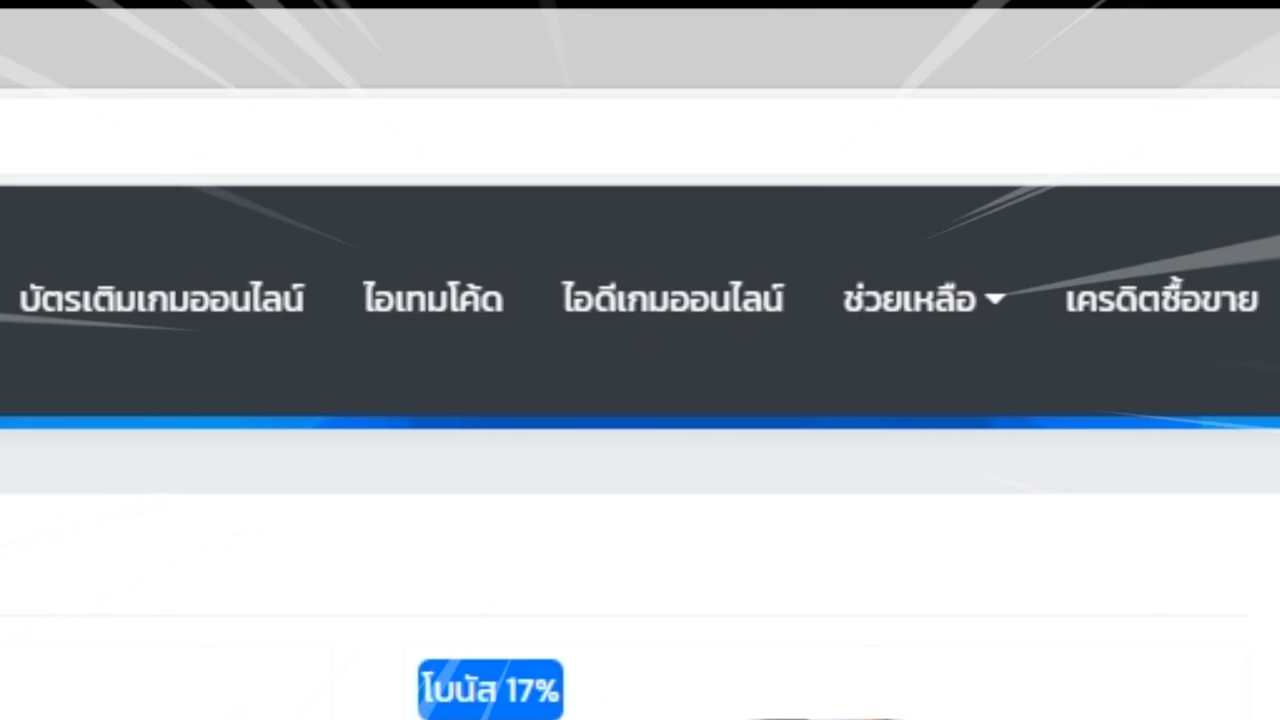 บัตรเติมเกมออนไลน์ ไอเทมโค้ด ไอดีเกมออนไลน์ ช่วยเหลือ เครดิตซื้อขาย
โบนัส 17%